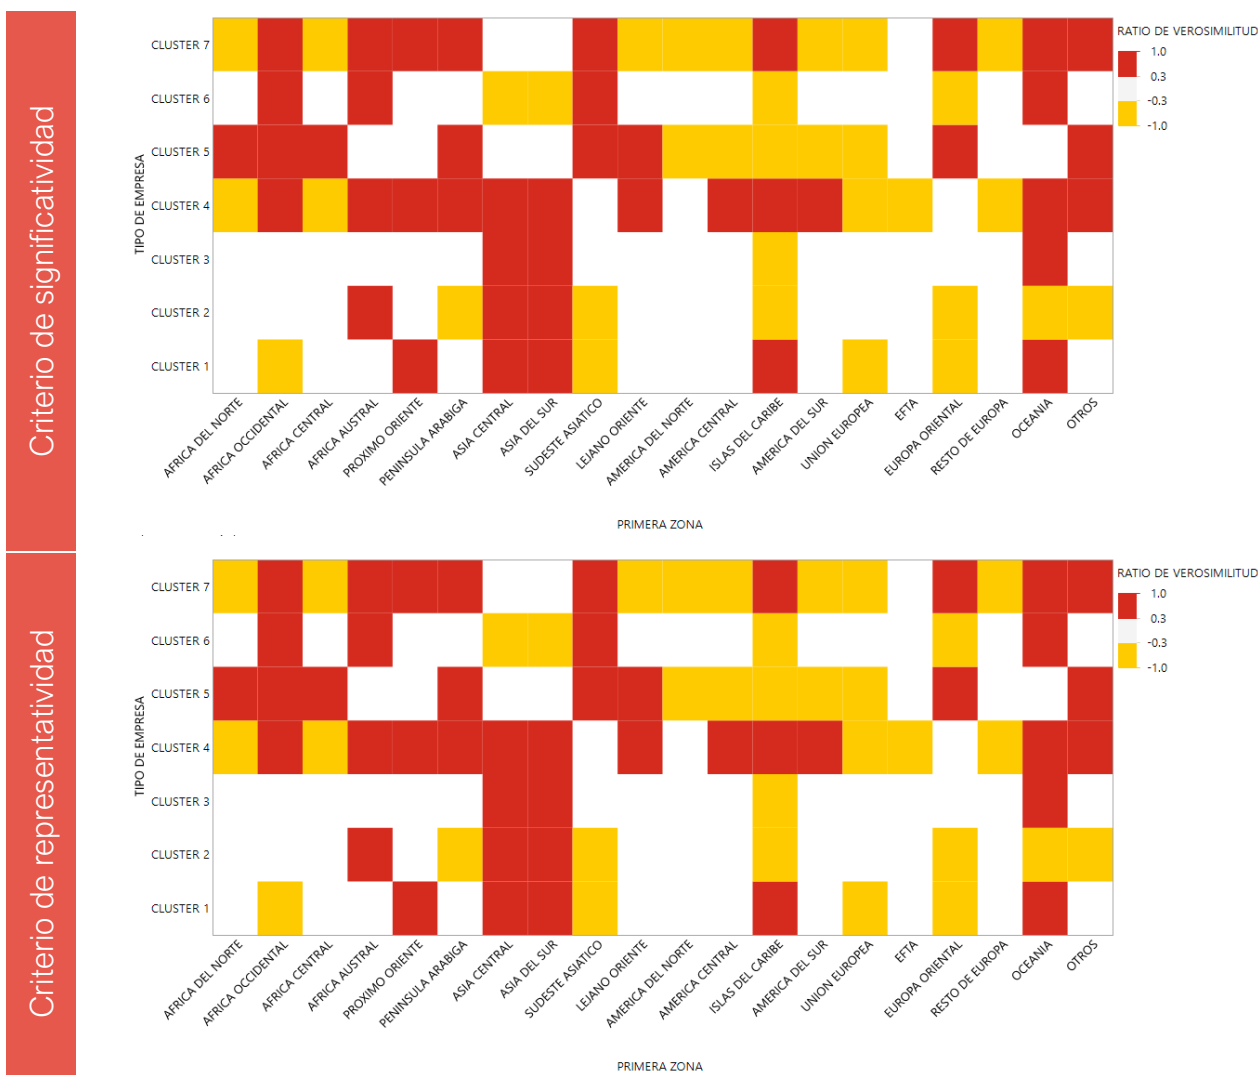 Criterio de significatividad
RATIO DE VEROSIMILITUD
1.0
0.3
-0.3
-1.0
TIPO DE EMPRESA
CLUSTER 7
CLUSTER 6
CLUSTER 5
CLUSTER 4
CLUSTER 3
CLUSTER 2
CLUSTER 1
AFRICA DEL NORTE
AFRICA OCCIDENTAL
AFRICA CENTRAL
AFRICA AUSTRAL
PROXIMO ORIENTE
PENINSULA ARABIGA
ASIA CENTRAL
ASIA DEL SUR
SUDESTE ASIATICO
LEJANO ORIENTE
AMERICA DEL NORTE
AMERICA CENTRAL
ISLAS DEL CARIBE
AMERICA DEL SUR
UNION EUROPEA
EFTA
EUROPA ORIENTAL
RESTO DE EUROPA
OCEANIA
OTROS
PRIMERA ZONA
Criterio de representatividad
RATIO DE VEROSIMILITUD
1.0
0.3
-0.3
-1.0
TIPO DE EMPRESA
CLUSTER 7
CLUSTER 6
CLUSTER 5
CLUSTER 4
CLUSTER 3
CLUSTER 2
CLUSTER 1
AFRICA DEL NORTE
AFRICA OCCIDENTAL
AFRICA CENTRAL
AFRICA AUSTRAL
PROXIMO ORIENTE
PENINSULA ARABIGA
ASIA CENTRAL
ASIA DEL SUR
SUDESTE ASIATICO
LEJANO ORIENTE
AMERICA DEL NORTE
AMERICA CENTRAL
ISLAS DEL CARIBE
AMERICA DEL SUR
UNION EUROPEA
EFTA
EUROPA ORIENTAL
RESTO DE EUROPA
OCEANIA
OTROS
PRIMERA ZONA